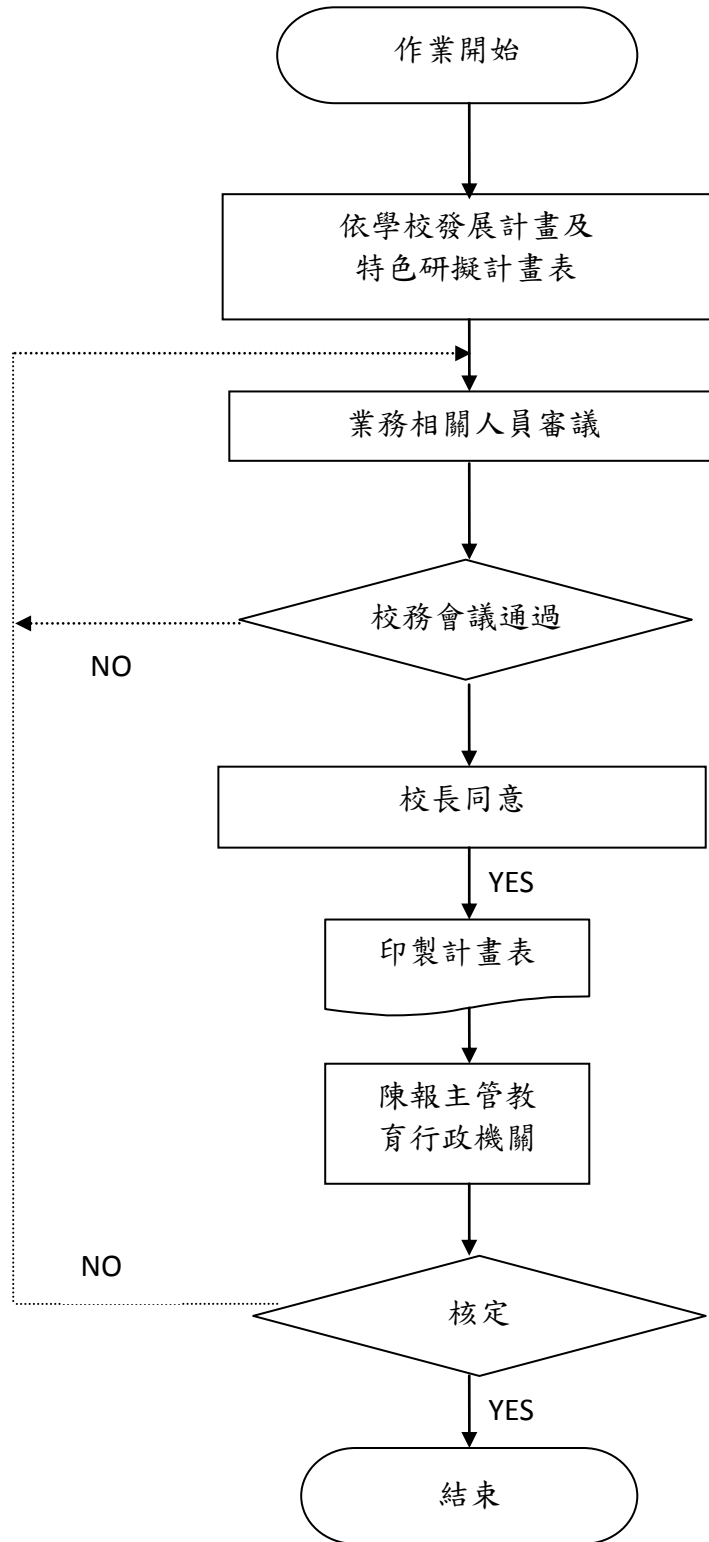 作業開始
依學校發展計畫及
特色研擬計畫表
業務相關人員審議
校務會議通過
NO
校長同意
YES
印製計畫表
陳報主管教
育行政機關
NO
核定
YES
結束